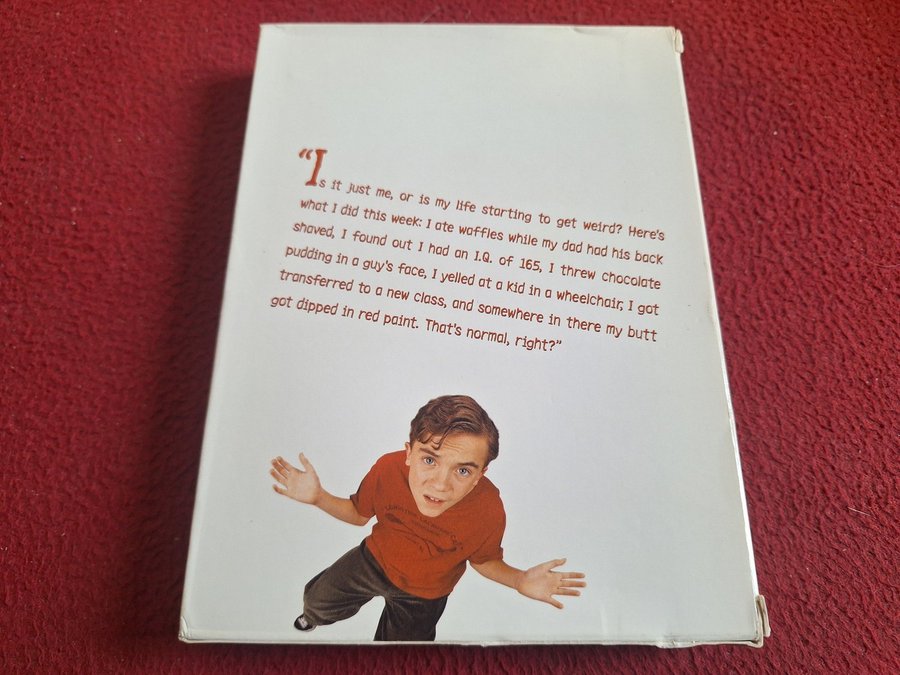 "Is it just me, or is my life starting to get weird? Here's
what I did this week: I ate waffles while my dad had his back
shaved, I found out I had an I.Q. of 165, I threw chocolate
pudding in a guy's face, I yelled at a kid in a wheelchair, I got
transferred to a new class, and somewhere in there my butt
got dipped in red paint. That's normal, right?"